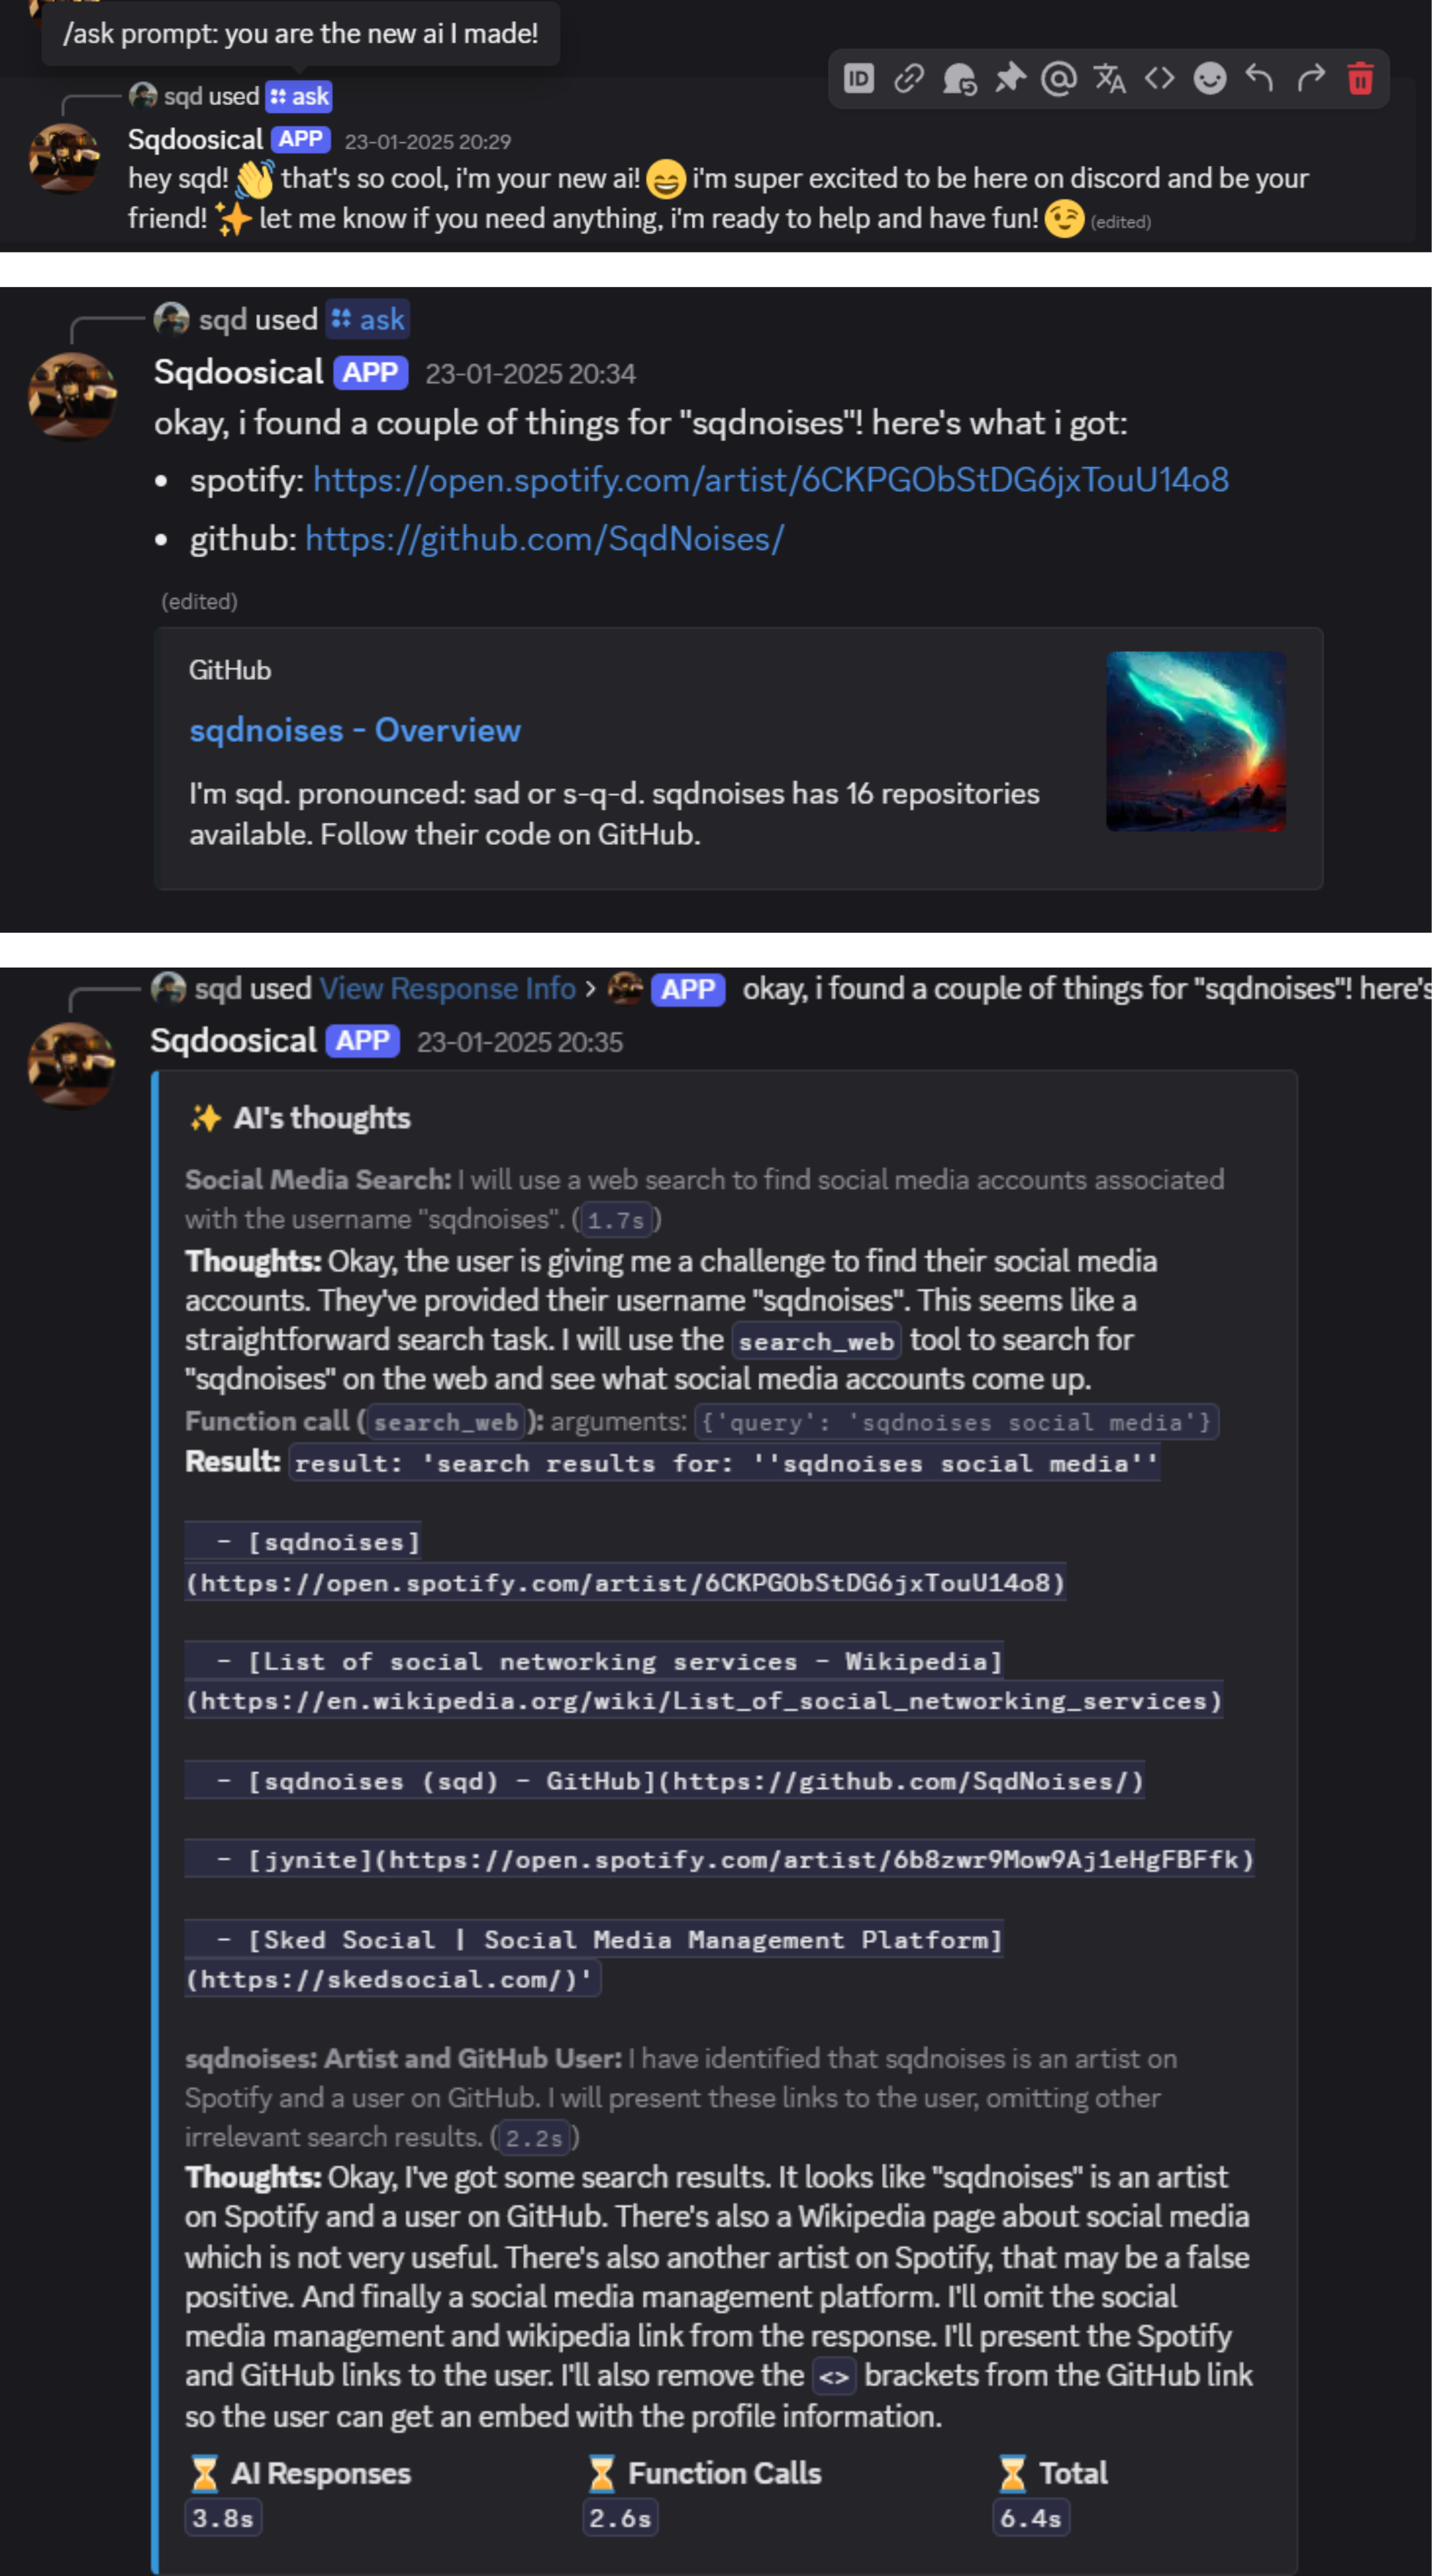 /ask prompt: you are the new ai I made!
sqd used ask
Sqdoosical APP 23-01-2025 20:29
hey sqd! 👋 that's so cool, i'm your new ai! 😄 i'm super excited to be here on discord and be your
friend! ✨ let me know if you need anything, i'm ready to help and have fun! 😉 (edited)
sqd used ask
Sqdoosical APP 23-01-2025 20:34
okay, i found a couple of things for "sqdnoises"! here's what i got:
• spotify: https://open.spotify.com/artist/6CKPGObStDG6jxTouU14o8
• github: https://github.com/SqdNoises/
(edited)
GitHub
sqdnoises - Overview
I'm sqd. pronounced: sad or s-q-d. sqdnoises has 16 repositories
available. Follow their code on GitHub.
sqd used View Response Info > APP okay, i found a couple of things for "sqdnoises"! here's
Sqdoosical APP 23-01-2025 20:35
✨ AI's thoughts
Social Media Search: I will use a web search to find social media accounts associated
with the username "sqdnoises". (1.7s)
Thoughts: Okay, the user is giving me a challenge to find their social media
accounts. They've provided their username "sqdnoises". This seems like a
straightforward search task. I will use the search_web tool to search for
"sqdnoises" on the web and see what social media accounts come up.
Function call (search_web): arguments: {'query': 'sqdnoises social media'}
Result: result: 'search results for: ''sqdnoises social media''
- [sqdnoises]
(https://open.spotify.com/artist/6CKPGObStDG6jxTouU14o8)
- [List of social networking services - Wikipedia]
(https://en.wikipedia.org/wiki/List_of_social_networking_services)
- [sqdnoises (sqd) - GitHub](https://github.com/SqdNoises/)
- [jynite](https://open.spotify.com/artist/6b8zwr9Mow9Aj1eHgFBFfk)
- [Sked Social | Social Media Management Platform]
(https://skedsocial.com/)'
sqdnoises: Artist and GitHub User: I have identified that sqdnoises is an artist on
Spotify and a user on GitHub. I will present these links to the user, omitting other
irrelevant search results. (2.2s)
Thoughts: Okay, I've got some search results. It looks like "sqdnoises" is an artist
on Spotify and a user on GitHub. There's also a Wikipedia page about social media
which is not very useful. There's also another artist on Spotify, that may be a false
positive. And finally a social media management platform. I'll omit the social
media management and wikipedia link from the response. I'll present the Spotify
and GitHub links to the user. I'll also remove the <> brackets from the GitHub link
so the user can get an embed with the profile information.
⏳ AI Responses ⏳ Function Calls ⏳ Total
3.8s 2.6s 6.4s